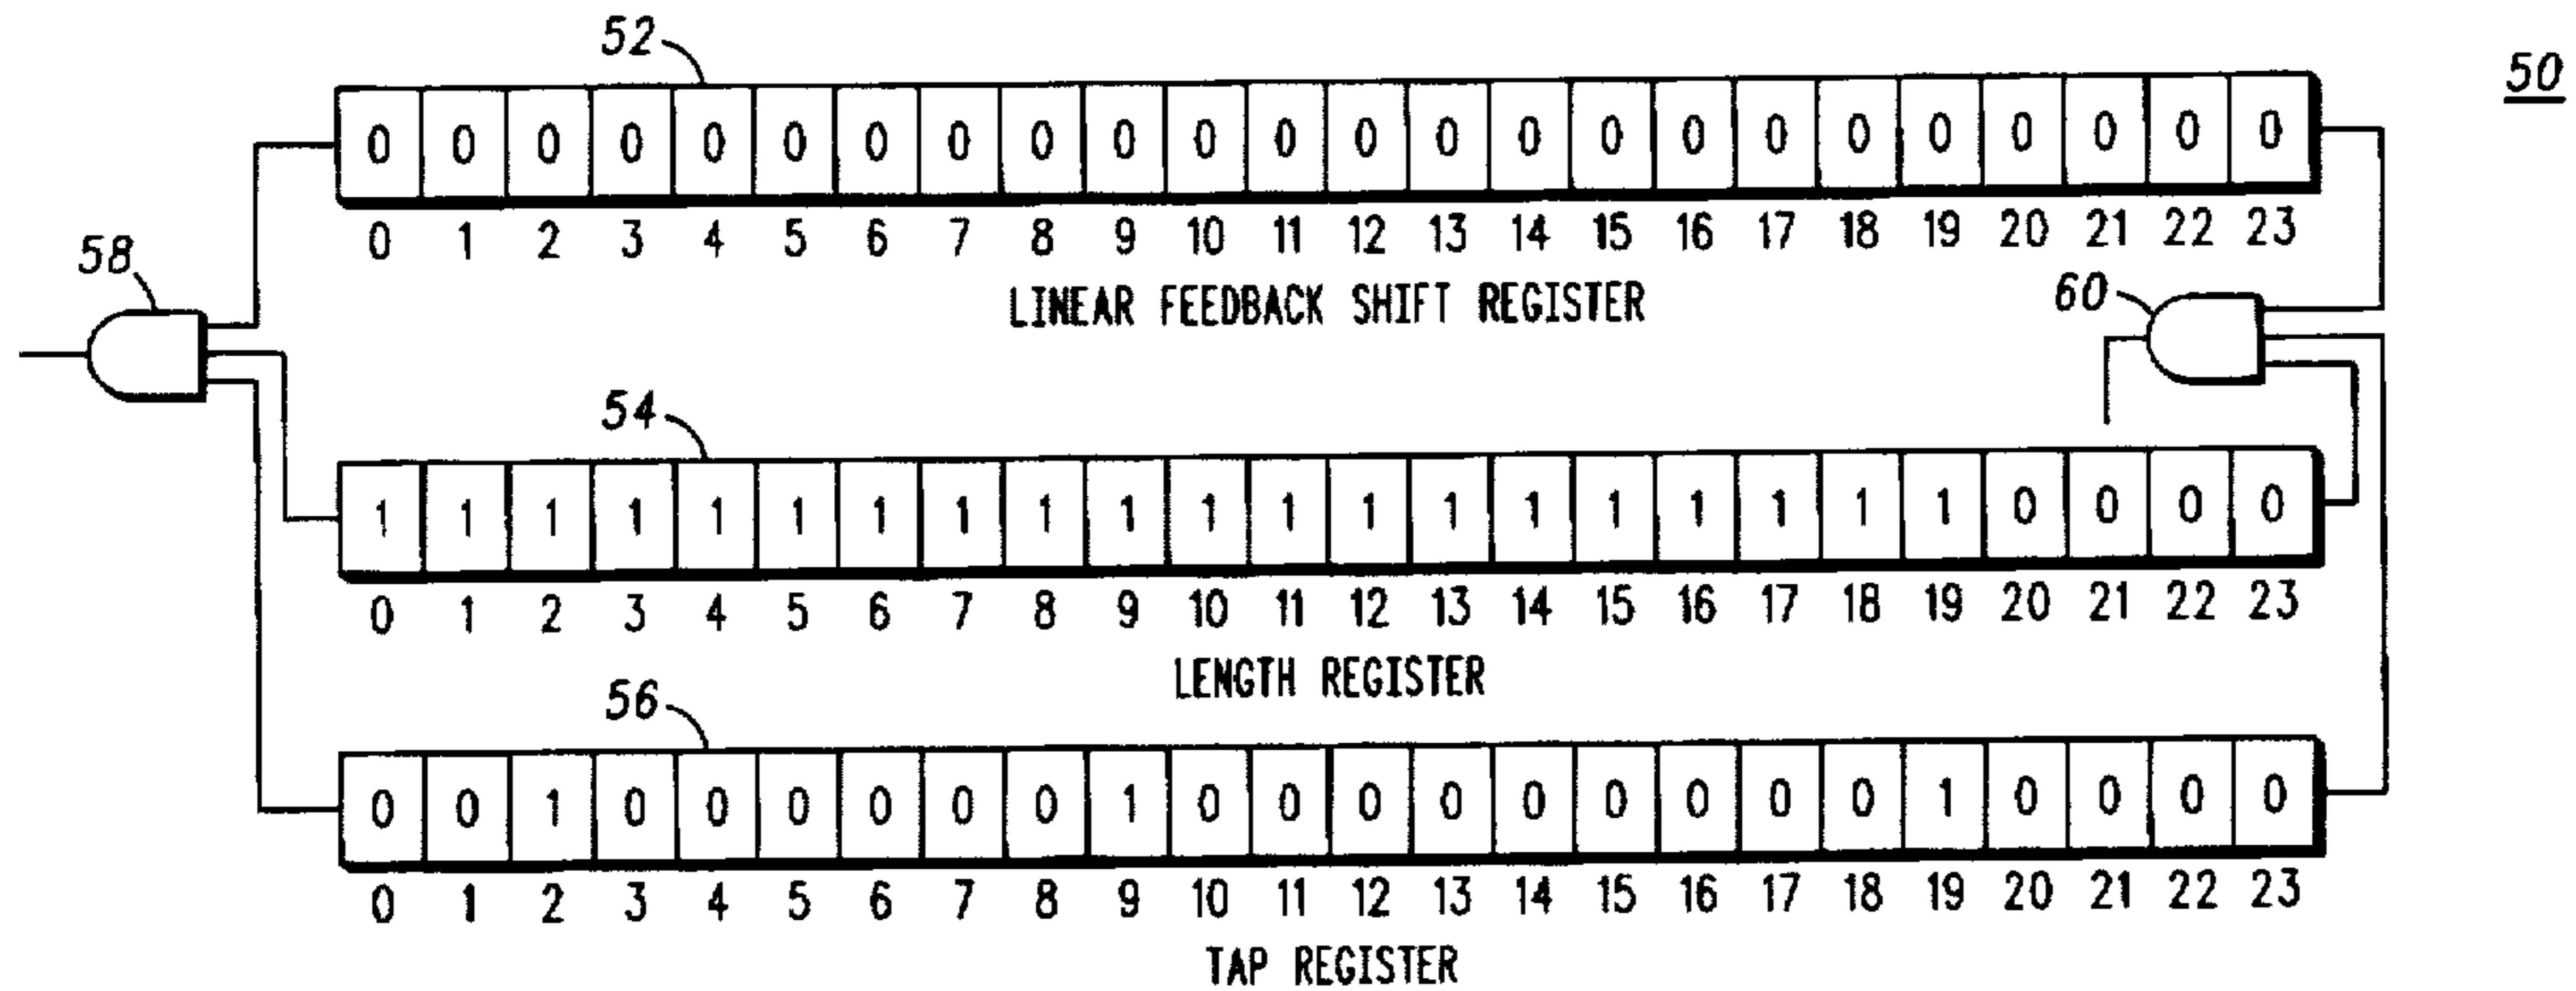 52
50
0 0 0 0 0 0 0 0 0 0 0 0 0 0 0 0 0 0 0 0 0 0 0 0
0 1 2 3 4 5 6 7 8 9 10 11 12 13 14 15 16 17 18 19 20 21 22 23
58
LINEAR FEEDBACK SHIFT REGISTER
60
54
1 1 1 1 1 1 1 1 1 1 1 1 1 1 1 1 1 1 1 1 0 0 0 0
0 1 2 3 4 5 6 7 8 9 10 11 12 13 14 15 16 17 18 19 20 21 22 23
LENGTH REGISTER
56
0 0 1 0 0 0 0 0 0 1 0 0 0 0 0 0 0 0 0 1 0 0 0 0
0 1 2 3 4 5 6 7 8 9 10 11 12 13 14 15 16 17 18 19 20 21 22 23
TAP REGISTER